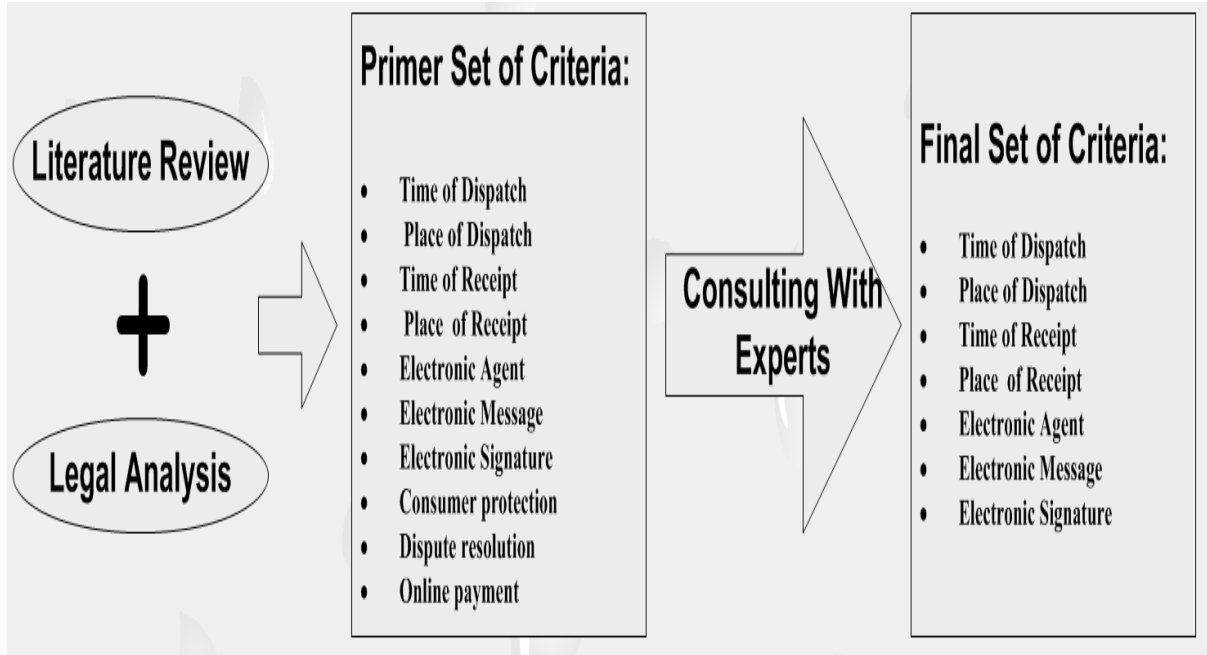 Literature Review
+
Legal Analysis
Primer Set of Criteria:
• Time of Dispatch
• Place of Dispatch
• Time of Receipt
• Place of Receipt
• Electronic Agent
• Electronic Message
• Electronic Signature
• Consumer protection
• Dispute resolution
• Online payment
Consulting With
Experts
Final Set of Criteria:
• Time of Dispatch
• Place of Dispatch
• Time of Receipt
• Place of Receipt
• Electronic Agent
• Electronic Message
• Electronic Signature